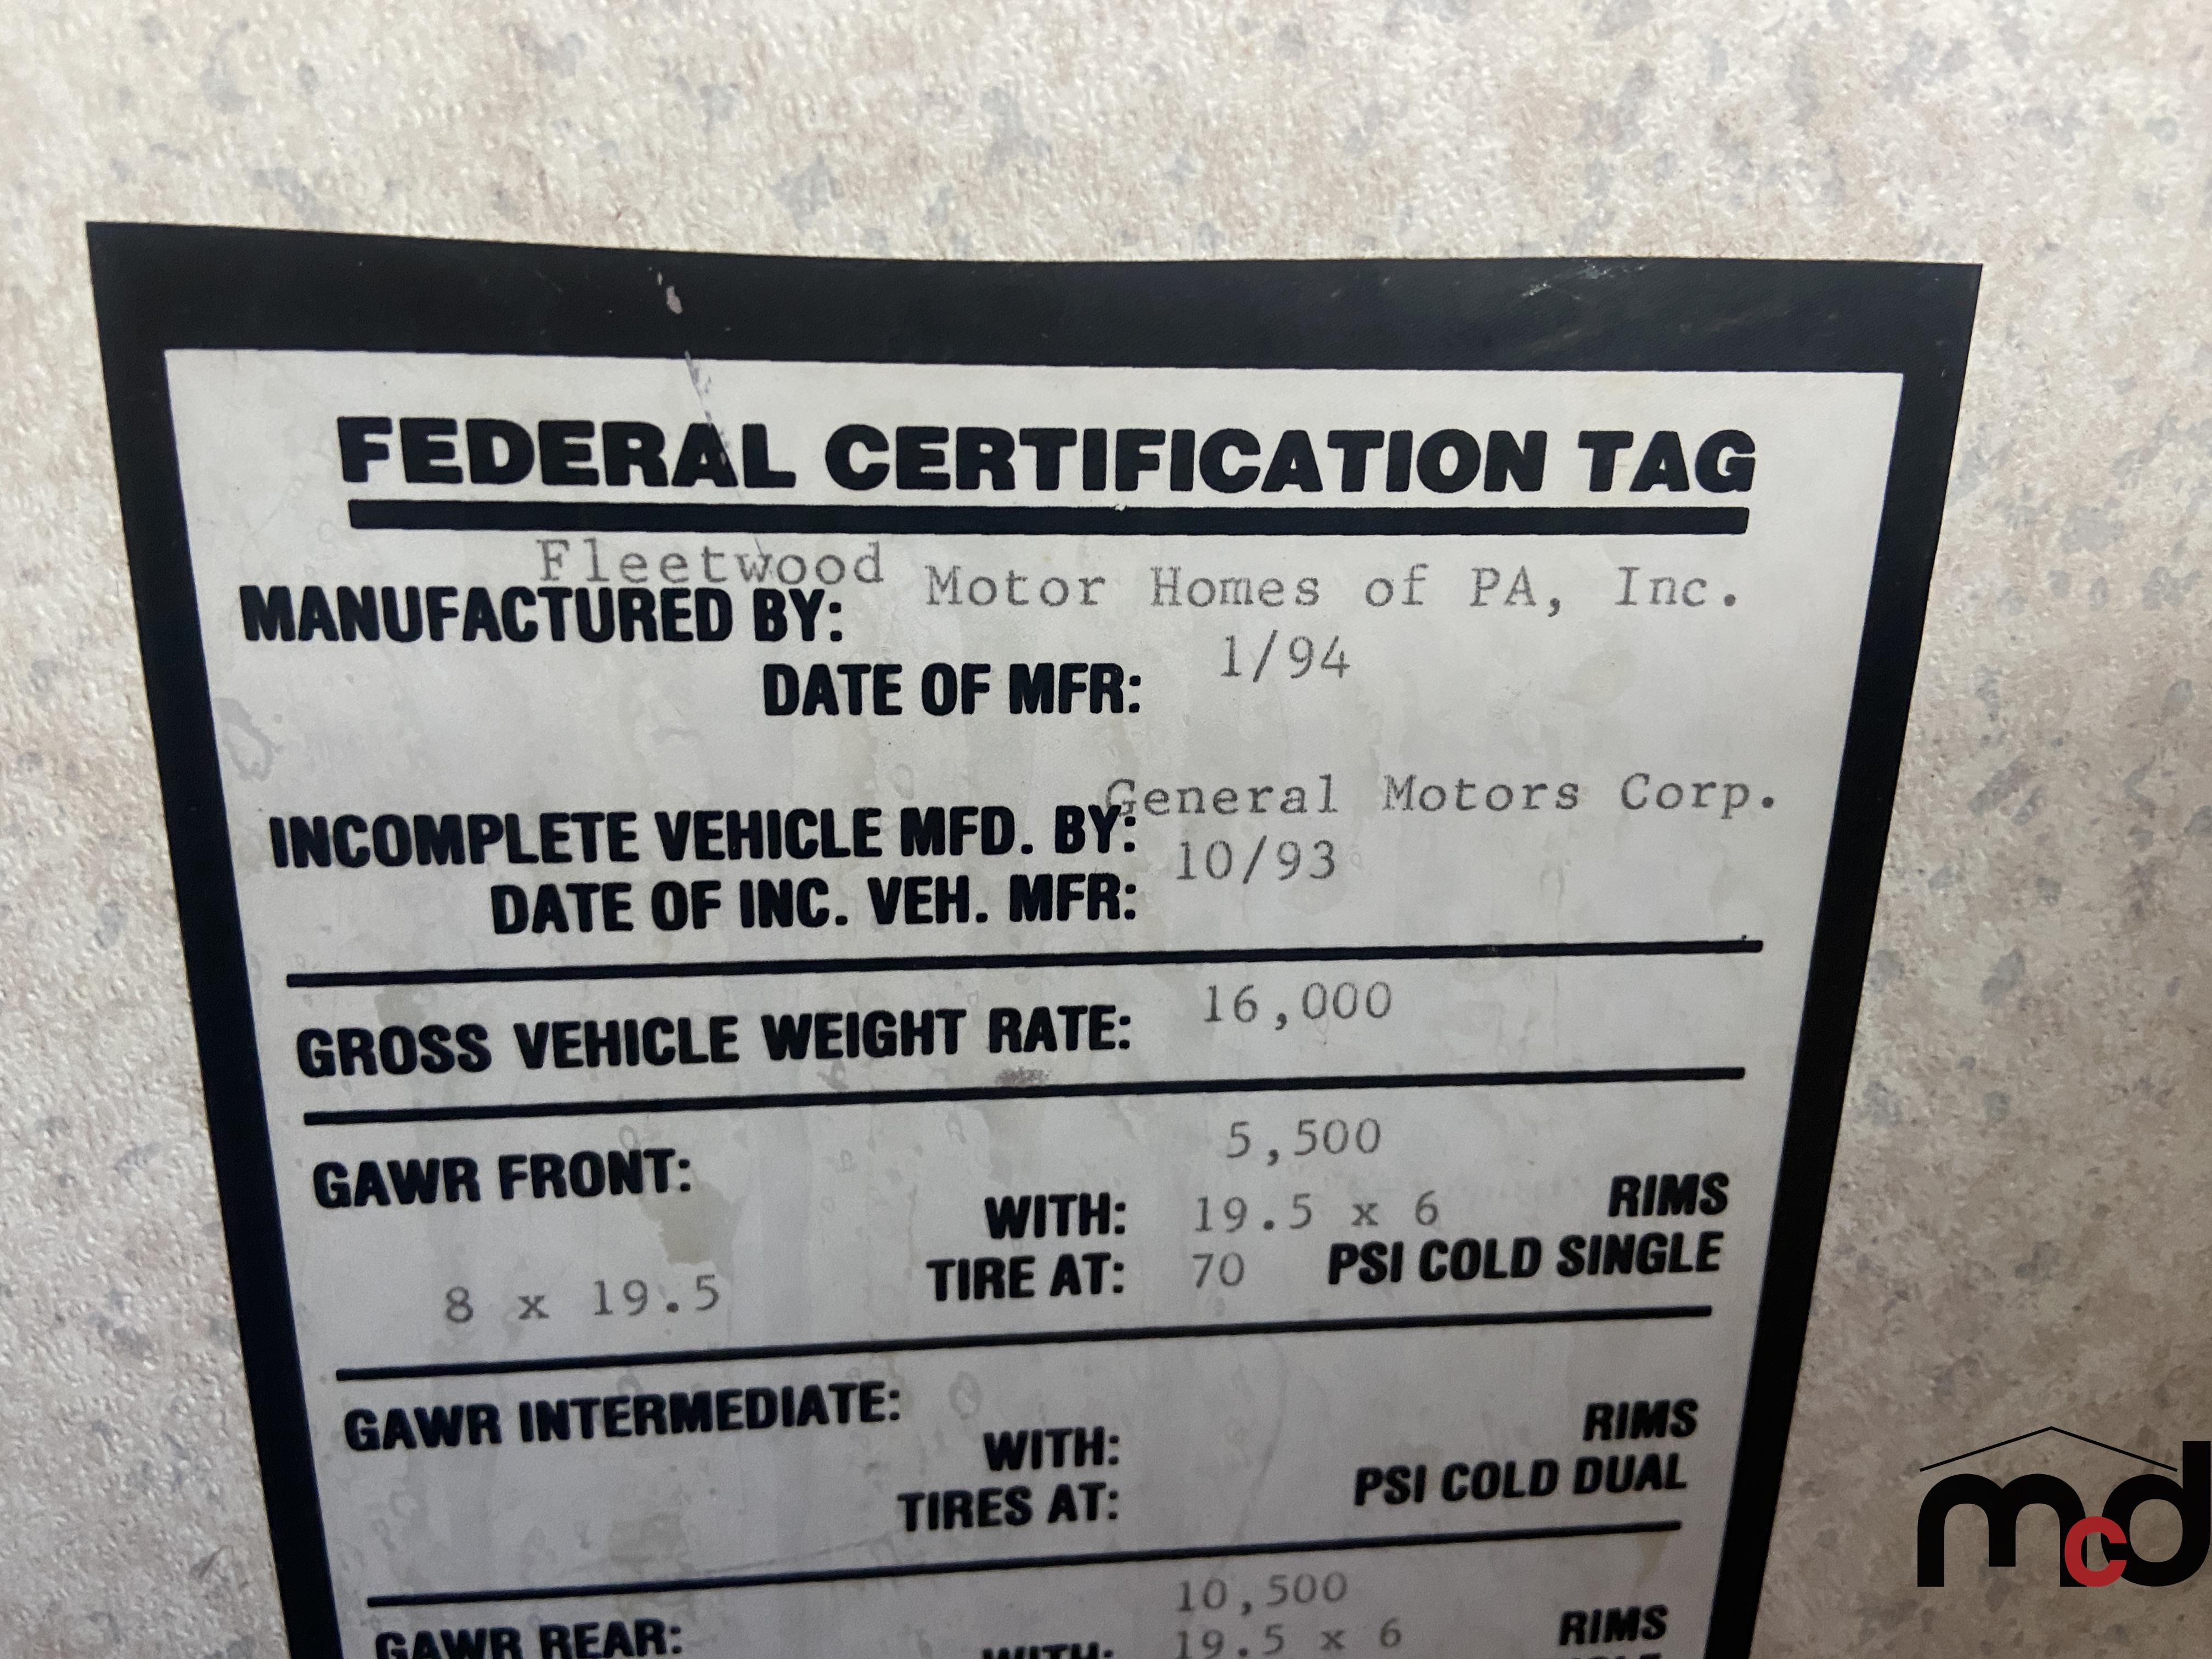 FEDERAL CERTIFICATION TAG
MANUFACTURED BY: Fleetwood Motor Homes of PA, Inc.
DATE OF MFR: 1/94
INCOMPLETE VEHICLE MFD. BY: General Motors Corp.
DATE OF INC. VEH. MFR: 10/93
GROSS VEHICLE WEIGHT RATE: 16,000
GAWR FRONT: 5,500
WITH: 19.5 x 6 RIMS
8 x 19.5 TIRE AT: 70 PSI COLD SINGLE
GAWR INTERMEDIATE:
WITH: RIMS
TIRES AT: PSI COLD DUAL
GAWR REAR: 10,500
WITH: 19.5 x 6 RIMS
mcd